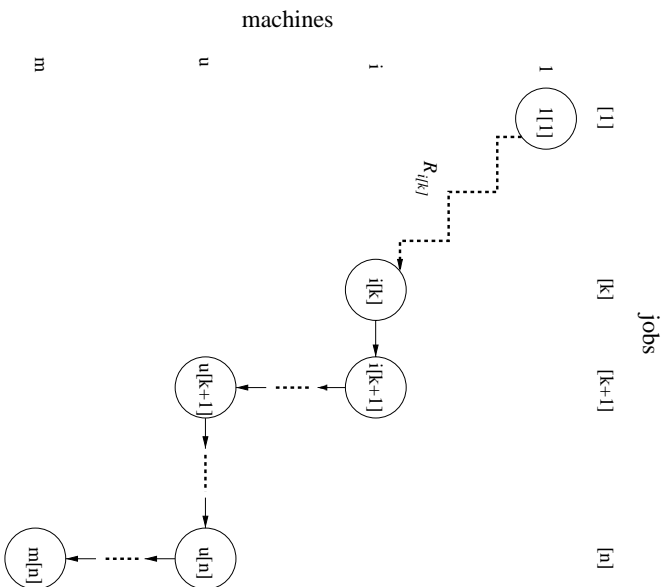 machines
m
u
i
1
[1]
[k]
[k+1]
[n]
jobs
1[1]
R_{i[k]}
i[k]
i[k+1]
u[k+1]
u[n]
m[n]